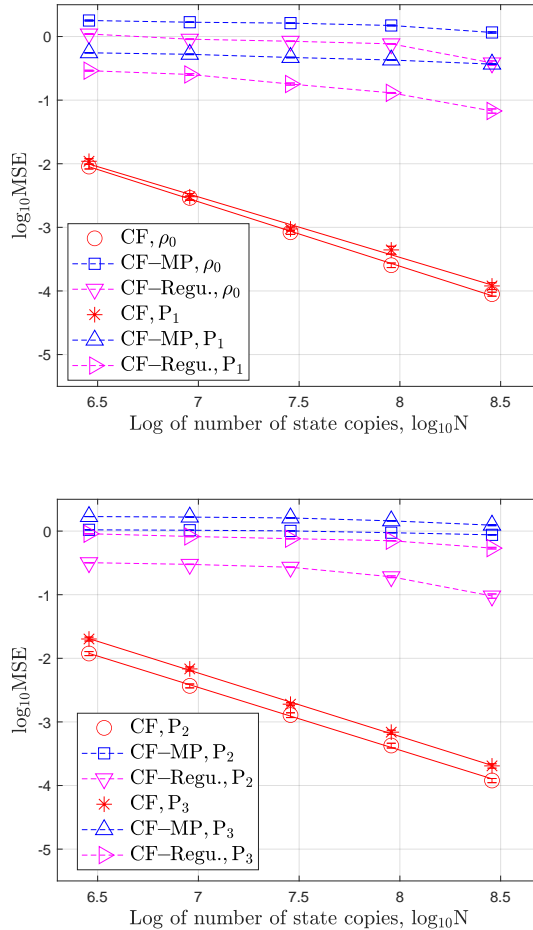 0
-1
-2
-3
-4
-5
log₁₀MSE
CF, ρ₀
CF–MP, ρ₀
CF–Regu., ρ₀
CF, P₁
CF–MP, P₁
CF–Regu., P₁
6.5 7 7.5 8 8.5
Log of number of state copies, log₁₀N
0
-1
-2
-3
-4
-5
log₁₀MSE
CF, P₂
CF–MP, P₂
CF–Regu., P₂
CF, P₃
CF–MP, P₃
CF–Regu., P₃
6.5 7 7.5 8 8.5
Log of number of state copies, log₁₀N